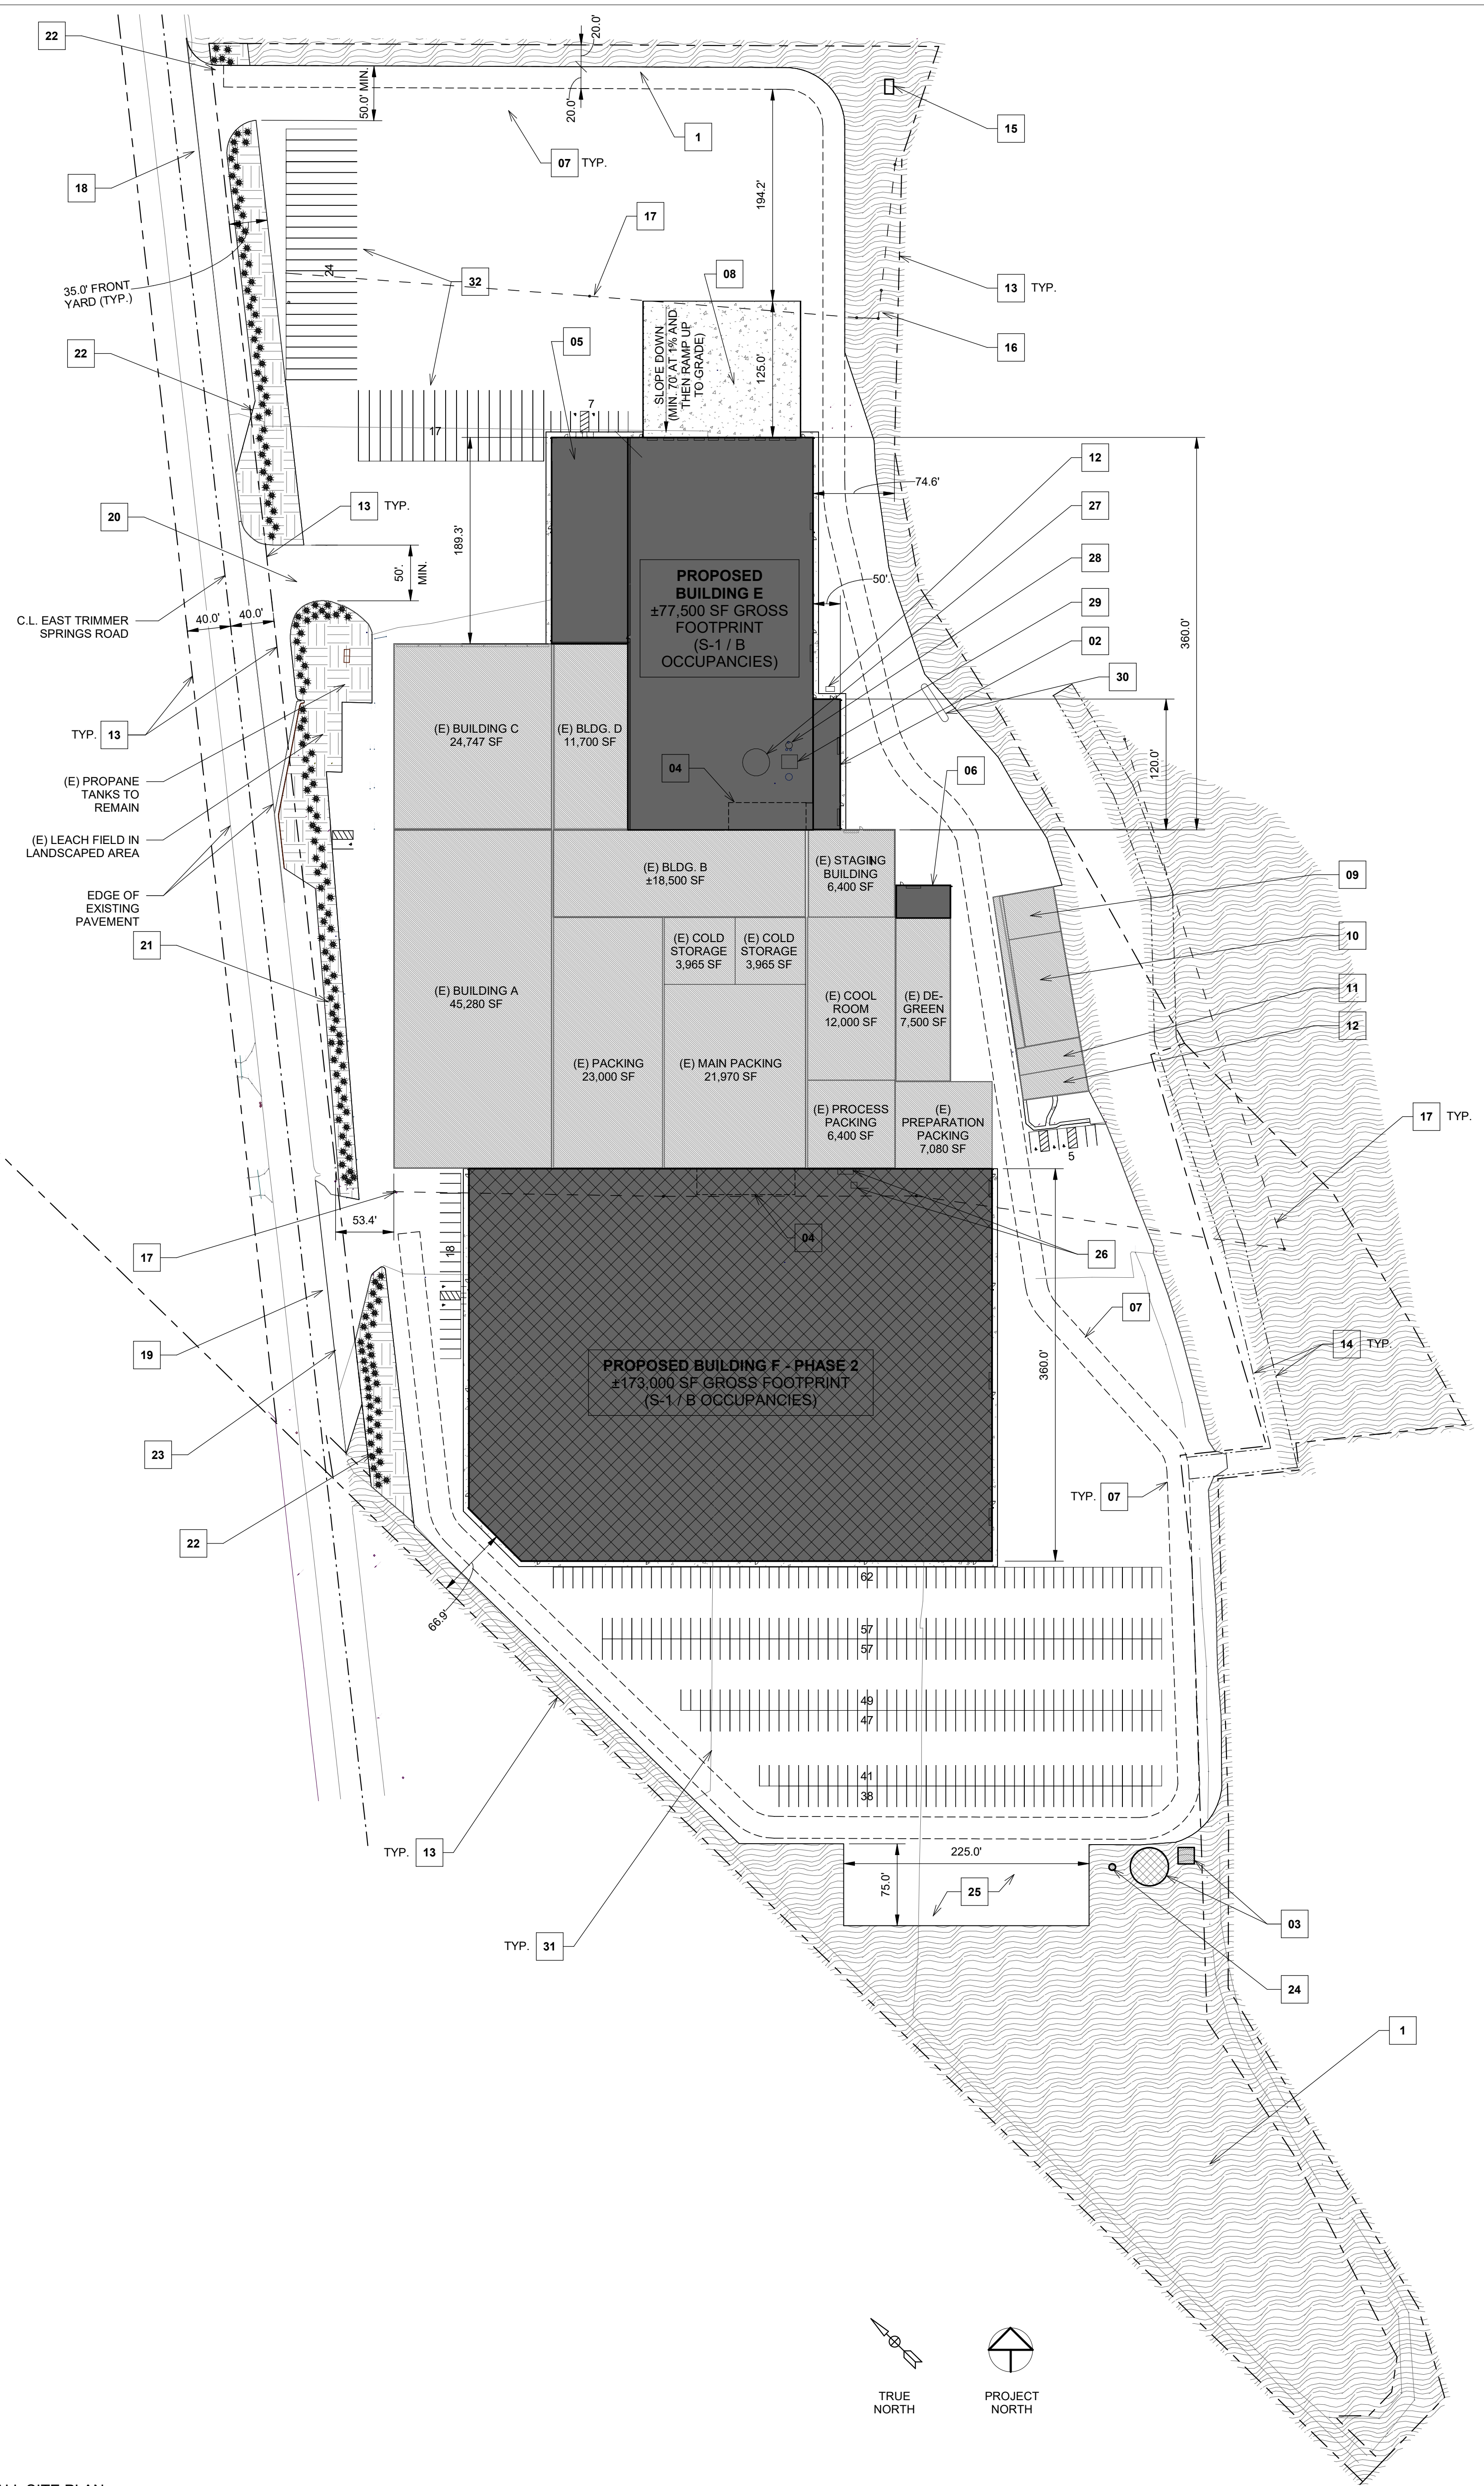 22
20.0'
50.0' MIN.
20.0'
1
15
07 TYP.
18
194.2'
17
35.0' FRONT
YARD (TYP.)
24
32
08
13 TYP.
16
22
05
SLOPE DOWN
(MIN. 70' AT 1% AND
THEN RAMP UP
TO GRADE)
125.0'
7
17
12
74.6'
27
13 TYP.
20
189.3'
50'.
MIN.
28
PROPOSED
BUILDING E
±77,500 SF GROSS
FOOTPRINT
(S-1 / B
OCCUPANCIES)
50'.
29
360.0'
C.L. EAST TRIMMER
SPRINGS ROAD
40.0'
40.0'
02
30
TYP. 13
(E) BUILDING C
24,747 SF
(E) BLDG. D
11,700 SF
04
06
120.0'
(E) PROPANE
TANKS TO
REMAIN
(E) LEACH FIELD IN
LANDSCAPED AREA
(E) BLDG. B
±18,500 SF
(E) STAGING
BUILDING
6,400 SF
09
EDGE OF
EXISTING
PAVEMENT
21
(E) COLD
STORAGE
3,965 SF
(E) COLD
STORAGE
3,965 SF
10
(E) BUILDING A
45,280 SF
(E) COOL
ROOM
12,000 SF
(E) DE-
GREEN
7,500 SF
11
12
(E) PACKING
23,000 SF
(E) MAIN PACKING
21,970 SF
(E) PROCESS
PACKING
6,400 SF
(E)
PREPARATION
PACKING
7,080 SF
17 TYP.
5
53.4'
17
18
04
26
07
19
14 TYP.
PROPOSED BUILDING F - PHASE 2
±173,000 SF GROSS FOOTPRINT
(S-1 / B OCCUPANCIES)
360.0'
23
TYP. 07
22
66.9'
62
57
57
49
47
41
38
TYP. 13
225.0'
75.0'
25
03
TYP. 31
24
1
TRUE
NORTH
PROJECT
NORTH
SITE PLAN